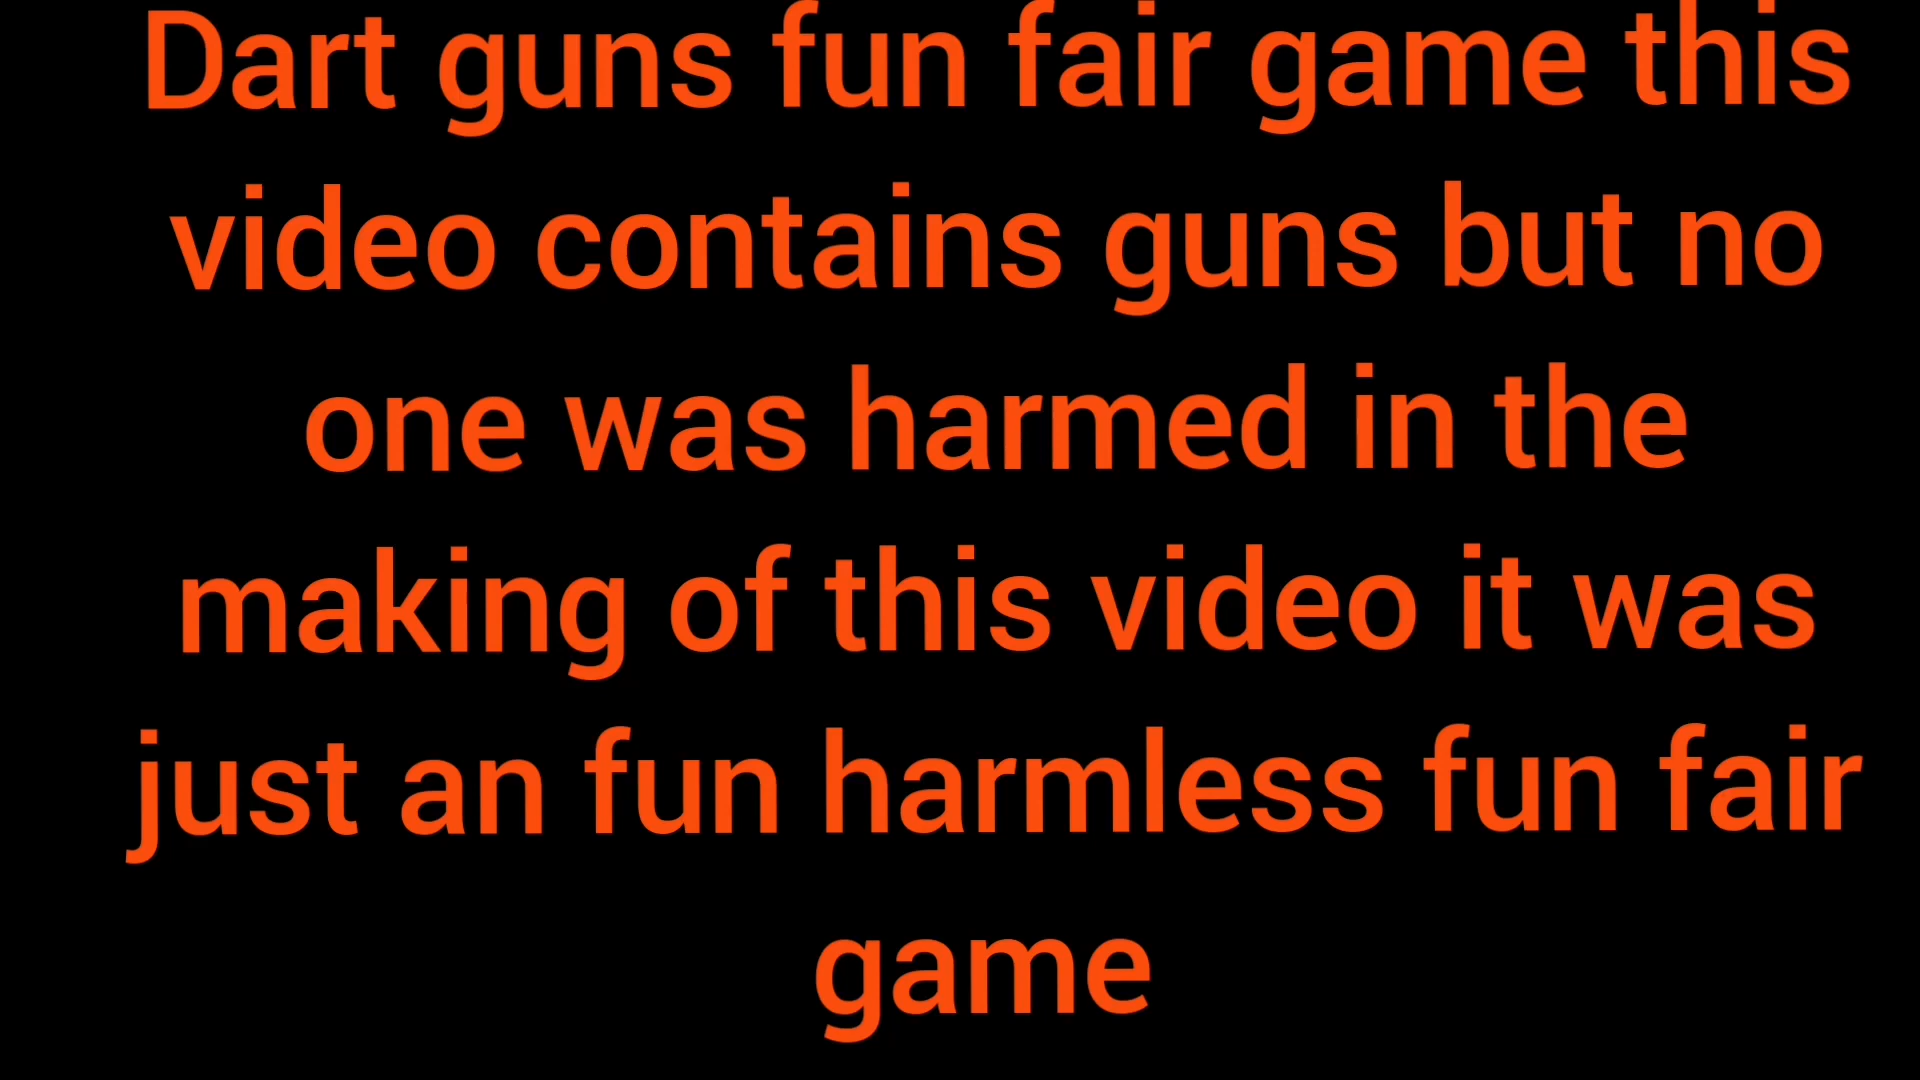 Dart guns fun fair game this
video contains guns but no
one was harmed in the
making of this video it was
just an fun harmless fun fair
game